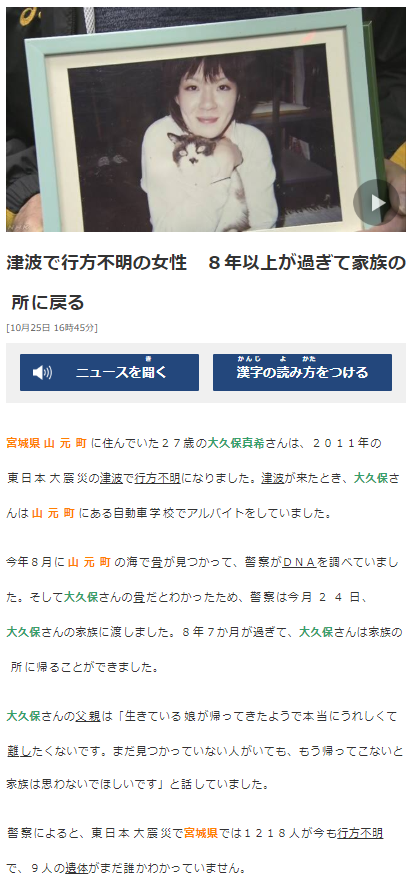 津波で行方不明の女性　８年以上が過ぎて家族の
所に戻る
[10月25日 16時45分]
ニュースを聞く
き
漢字の読み方をつける
かんじ よ かた
宮城県山元町に住んでいた２７歳の大久保真希さんは、２０１１年の
東日本大震災の津波で行方不明になりました。津波が来たとき、大久保さ
んは山元町にある自動車学校でアルバイトをしていました。
今年８月に山元町の海で骨が見つかって、警察がＤＮＡを調べていまし
た。そして大久保さんの骨だとわかったため、警察は今月２４日、
大久保さんの家族に渡しました。８年７か月が過ぎて、大久保さんは家族の
所に帰ることができました。
大久保さんの父親は「生きている娘が帰ってきたようで本当にうれしくて
離したくないです。まだ見つかっていない人がいても、もう帰ってこないと
家族は思わないでほしいです」と話していました。
警察によると、東日本大震災で宮城県では１２１８人が今も行方不明
で、９人の遺体がまだ誰かわかっていません。